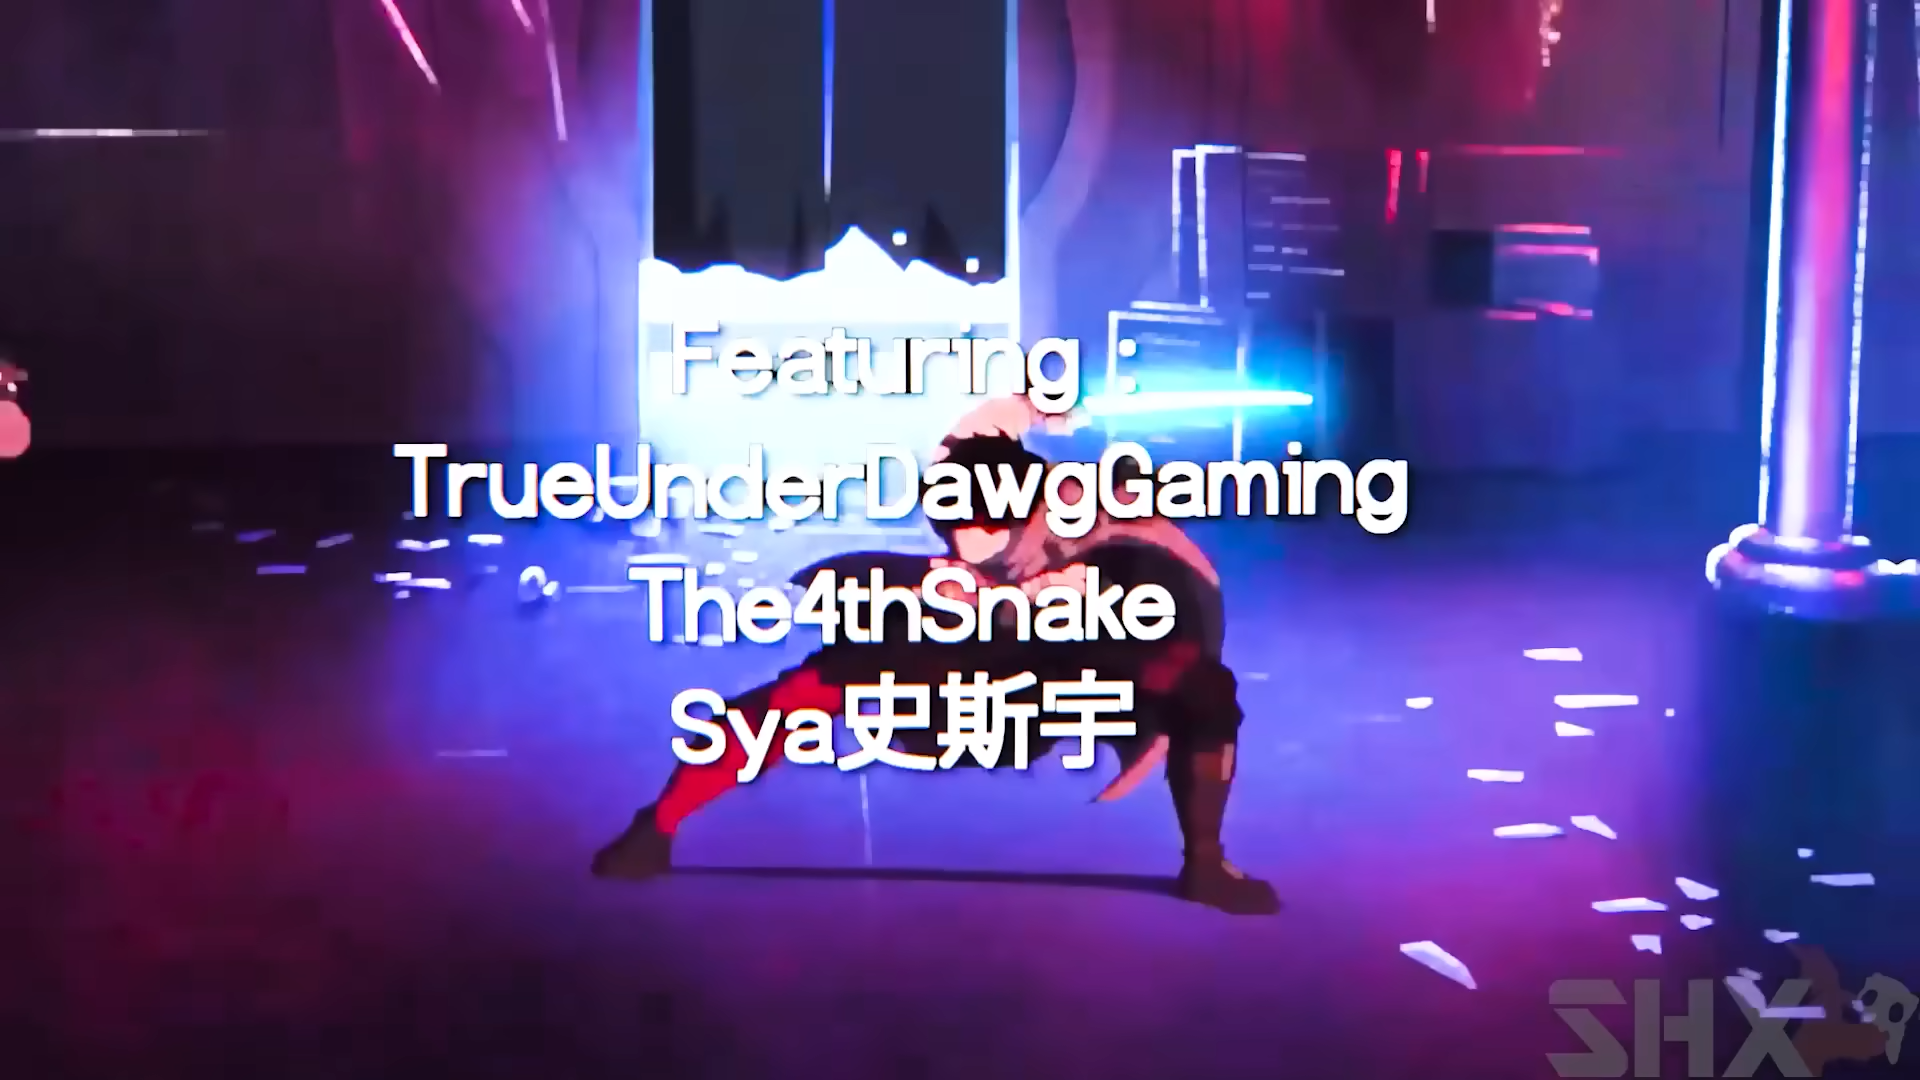 Featuring :
TrueUnderDawgGaming
The4thSnake
Sya史斯宇
SHX